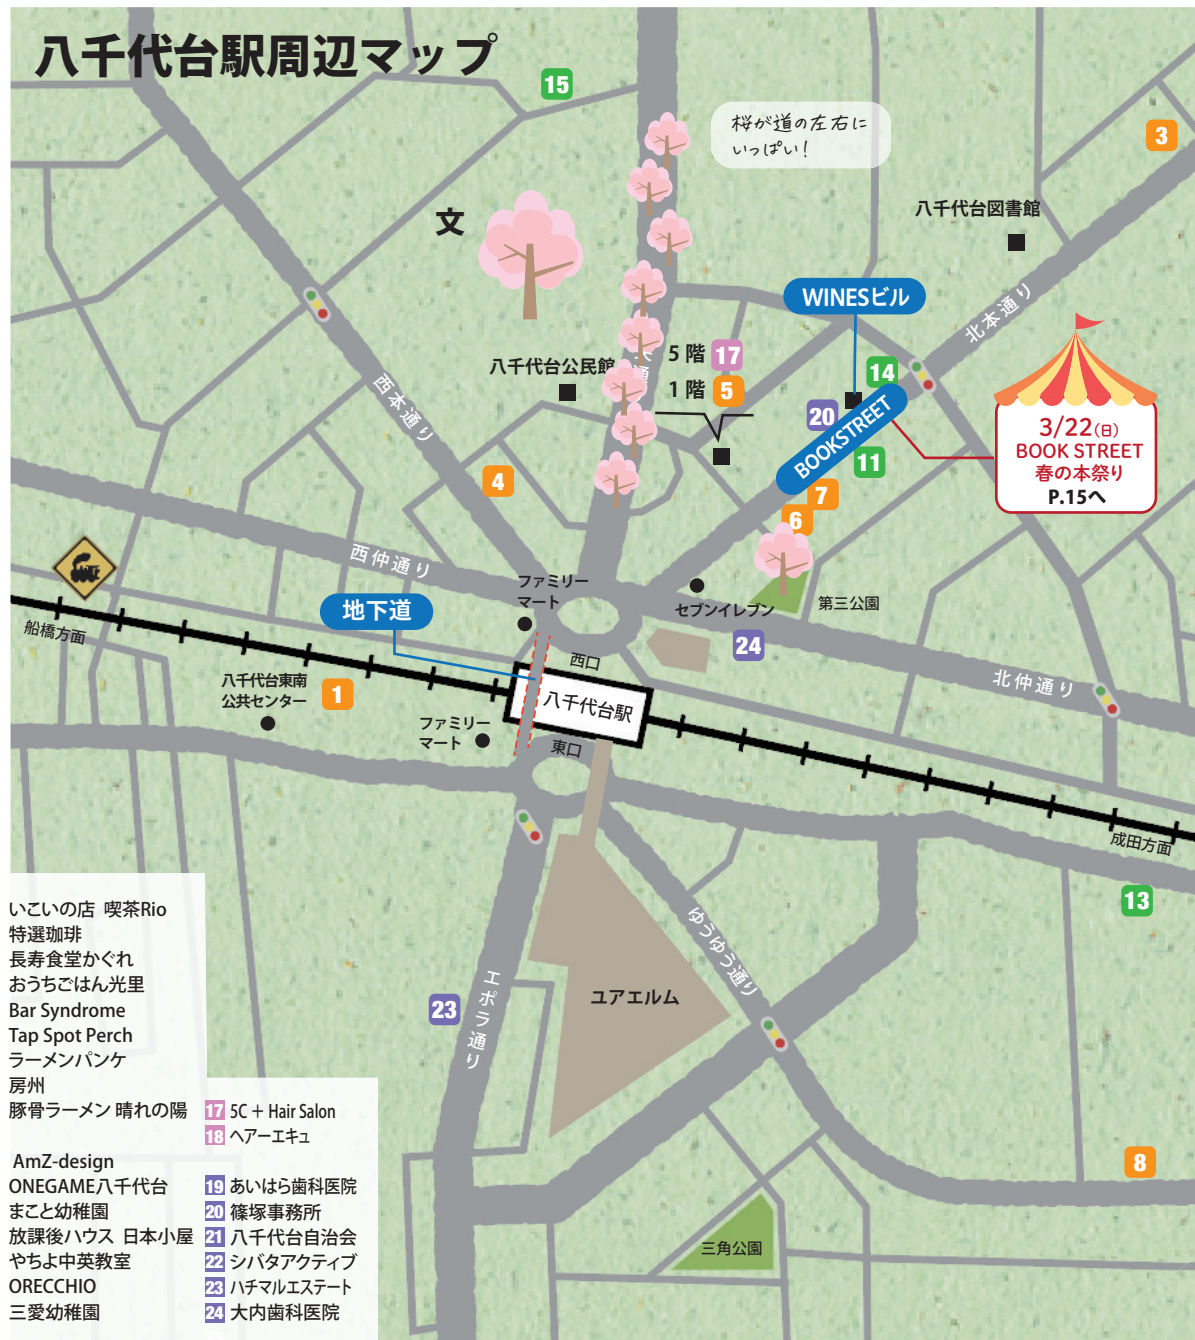 八千代台駅周辺マップ
15
桜が道の左右に
いっぱい!
3
文
八千代台図書館
WINESビル
北本通り
5階 17
1階 5
八千代台公民館
大通
西本通り
14
20
BOOKSTREET
11
7
6
3/22(日)
BOOK STREET
春の本祭り
P.15へ
4
西仲通り
ファミリー
マート
セブンイレブン
第三公園
地下道
船橋方面
西口
24
北仲通り
八千代台東南
公共センター
1
八千代台駅
ファミリー
マート
東口
成田方面
13
ゆうゆう通り
エポラ通り
23
ユアエルム
8
三角公園
いこいの店 喫茶Rio
特選珈琲
長寿食堂かぐれ
おうちごはん光里
Bar Syndrome
Tap Spot Perch
ラーメンパンケ
房州
豚骨ラーメン 晴れの陽
AmZ-design
ONEGAME八千代台
まこと幼稚園
放課後ハウス 日本小屋
やちよ中英教室
ORECCHIO
三愛幼稚園
17 5C + Hair Salon
18 ヘアーエキュ
19 あいはら歯科医院
20 篠塚事務所
21 八千代台自治会
22 シバタアクティブ
23 ハチマルエステート
24 大内歯科医院